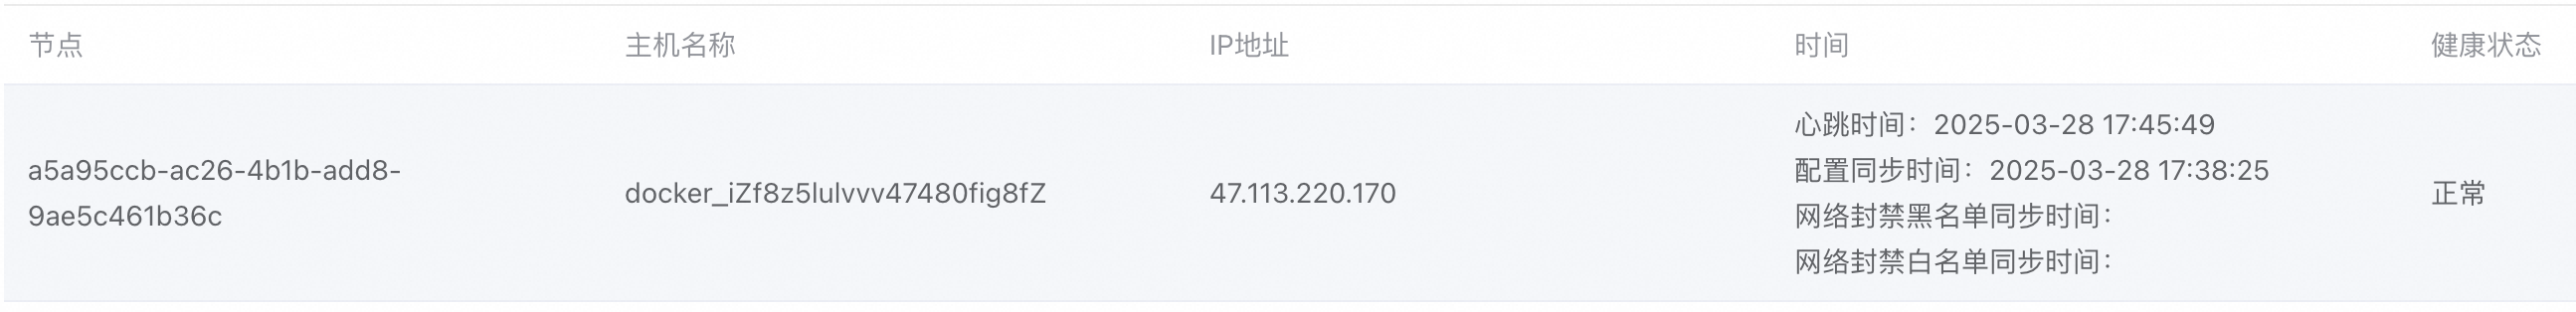 节点 主机名称 IP地址 时间 健康状态
a5a95ccb-ac26-4b1b-add8-
9ae5c461b36c
docker_iZf8z5lulvvv47480fig8fZ
47.113.220.170
心跳时间：2025-03-28 17:45:49
配置同步时间：2025-03-28 17:38:25
网络封禁黑名单同步时间：
网络封禁白名单同步时间：
正常